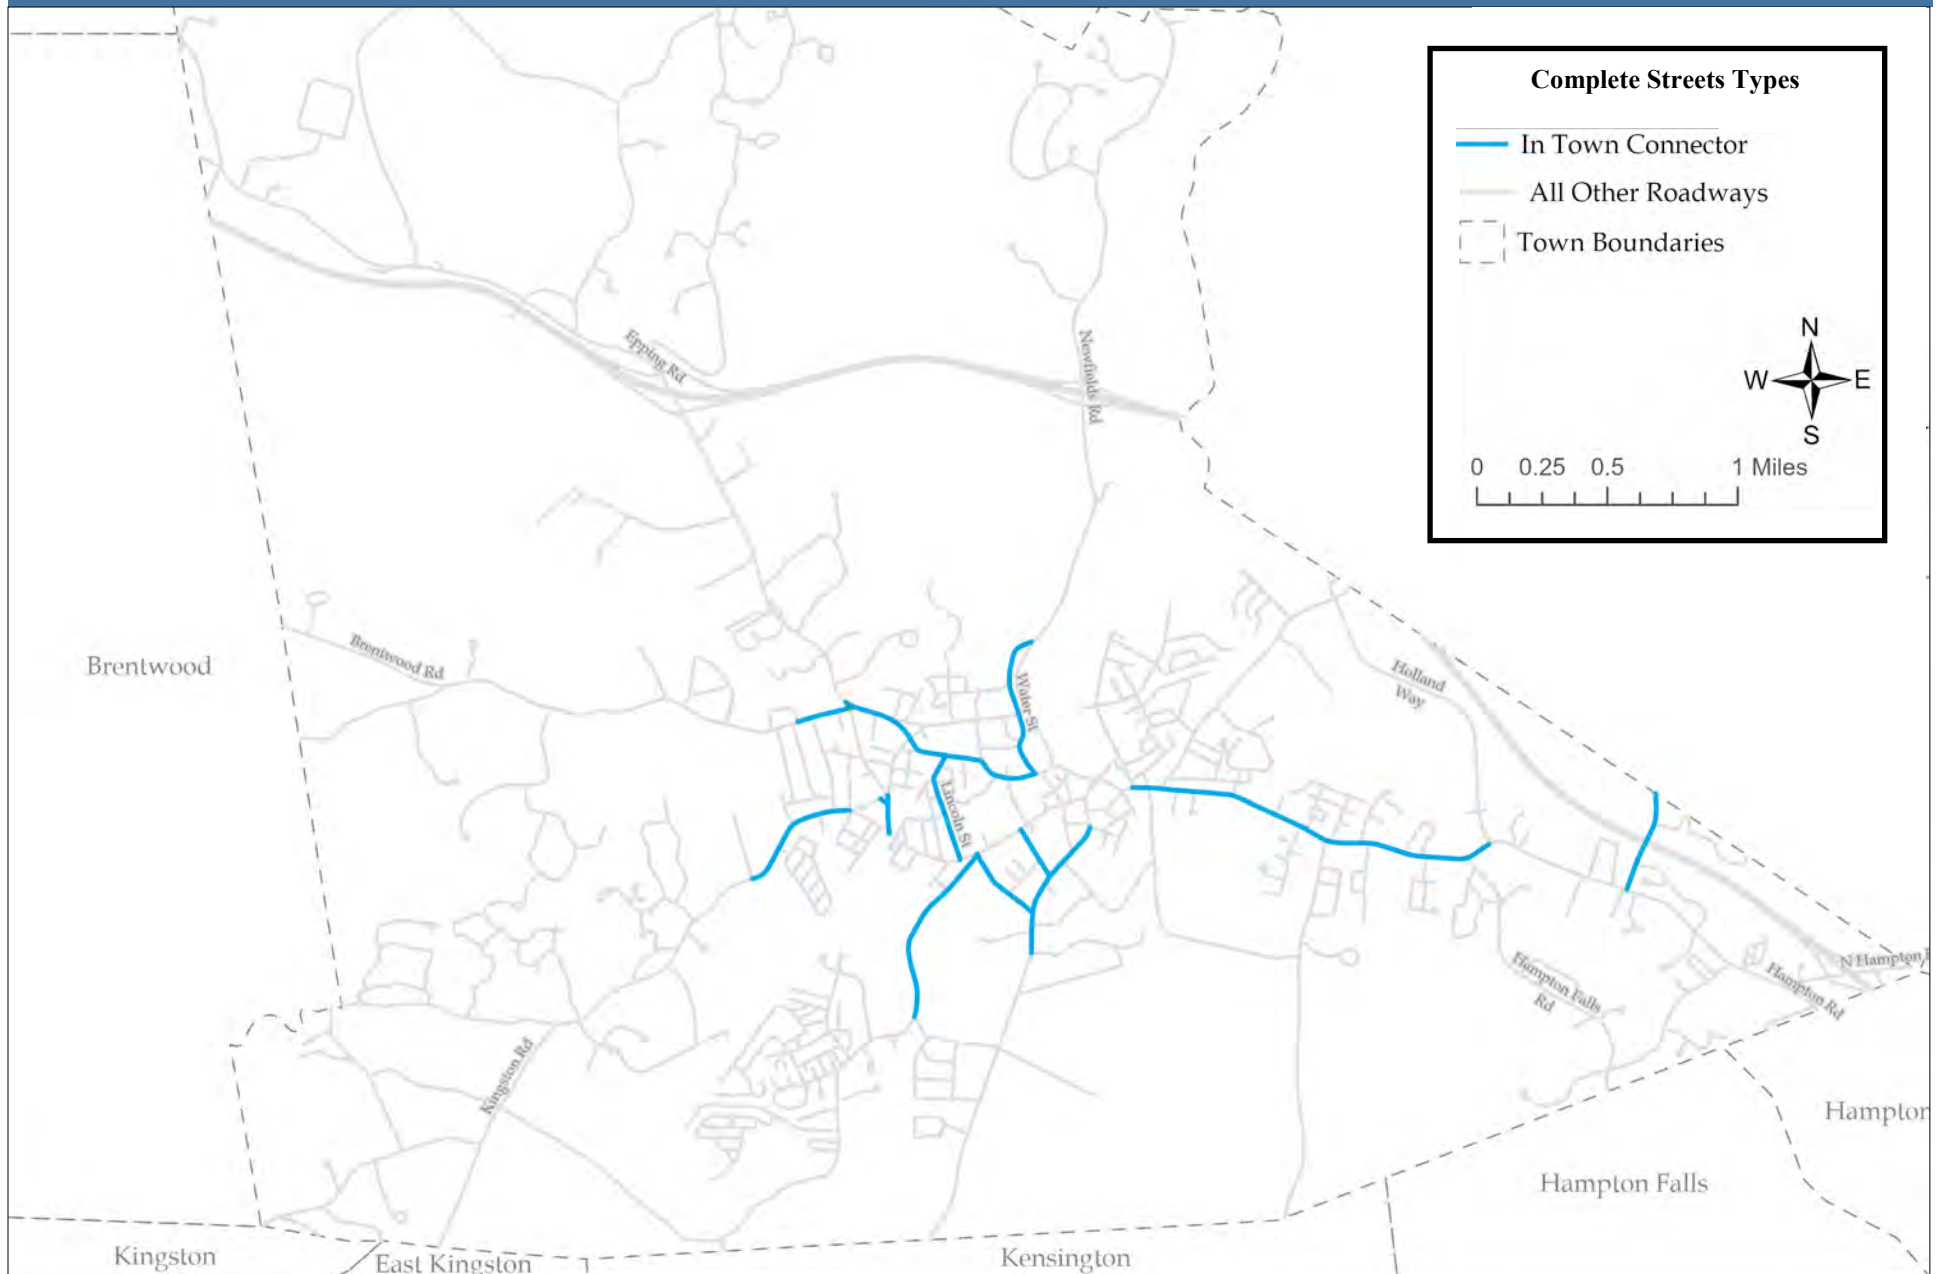 Complete Streets Types
In Town Connector
All Other Roadways
Town Boundaries
N
W E
S
0 0.25 0.5 1 Miles
Epping Rd
Newfields Rd
Brentwood
Brentwood Rd
Water St
Holland
Way
Lincoln St
N Hampton
Hampton Falls
Rd
Hampton Rd
Kingston Rd
Hampton
Hampton Falls
Kingston
East Kingston
Kensington